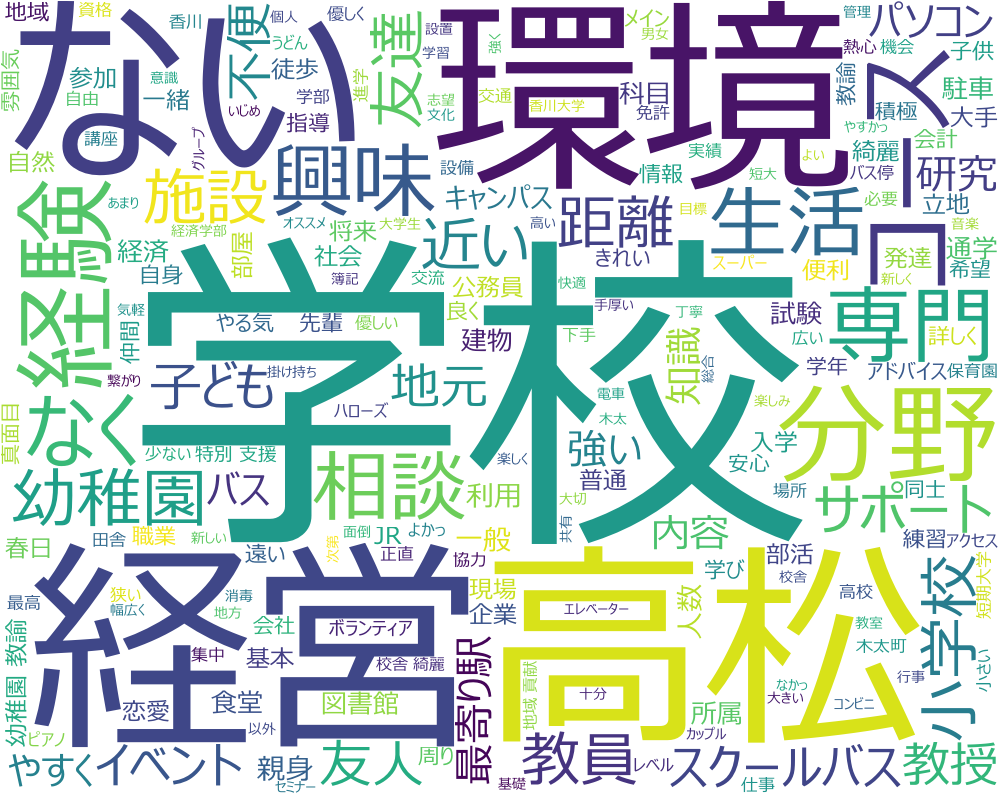 地域
資格
ない
香川
個人
優しく
設置
環境
メイン
男女
管理
パソコン
雰囲気
参加
自由
意識
一緒
うどん
徒歩
不便
学習
進学
友達
志望
文化
強く
交通
香川大学
科目
免許
教諭
熱心
機会
積極
子供
駐車
大手
コース
講座
いじめ
学部
指導
グループ
自然
あまり
施設
興味
設備
キャンパス
情報
実績
短大
よい
やすかっ
バス停
綺麗
会計
研究
必要
立地
経験
経済学部
経済
自身
部屋
オススメ
社会
将来
大学生
高い
近い
距離
きれい
目標
生活
スーパー
便利
音楽
発達
新しく
通学
希望
簿記
交流
公務員
快適
手厚い
丁寧
気軽
仲間
やる気
先輩
優しい
良く
建物
下手
知識
総合
広い
試験
専門
詳しく
繋がり
掛け持ち
学校
子ども
地元
ハローズ
電車
木太
楽しみ
学年
アドバイス
保育園
なく
真面目
少ない
特別 支援
楽しく
強い
普通
安心
入学
分野
幼稚園
バス
相談
利用
大切
場所
サポート
同士
春日
田舎
職業
新しい
遠い
面倒
次第
JR
よかっ
正直
一般
協力
共有
内容
部活
練習
アクセス
最高
狭い
幅広く
消毒
地方
経営
現場
企業
高松
エレベーター
人数
学び
校舎
高校
教室
小学校
短期大学
会社
ボランティア
集中
基本
校舎 綺麗
最寄り駅
地域 貢献
十分
木太町
行事
小さい
幼稚園 教諭
恋愛
食堂
以外
図書館
所属
なかっ
大きい
コンビニ
カップル
ピアノ
やすく
イベント
親身
セミナー
友人
周り
基礎
教員
レベル
スクールバス
仕事
教授